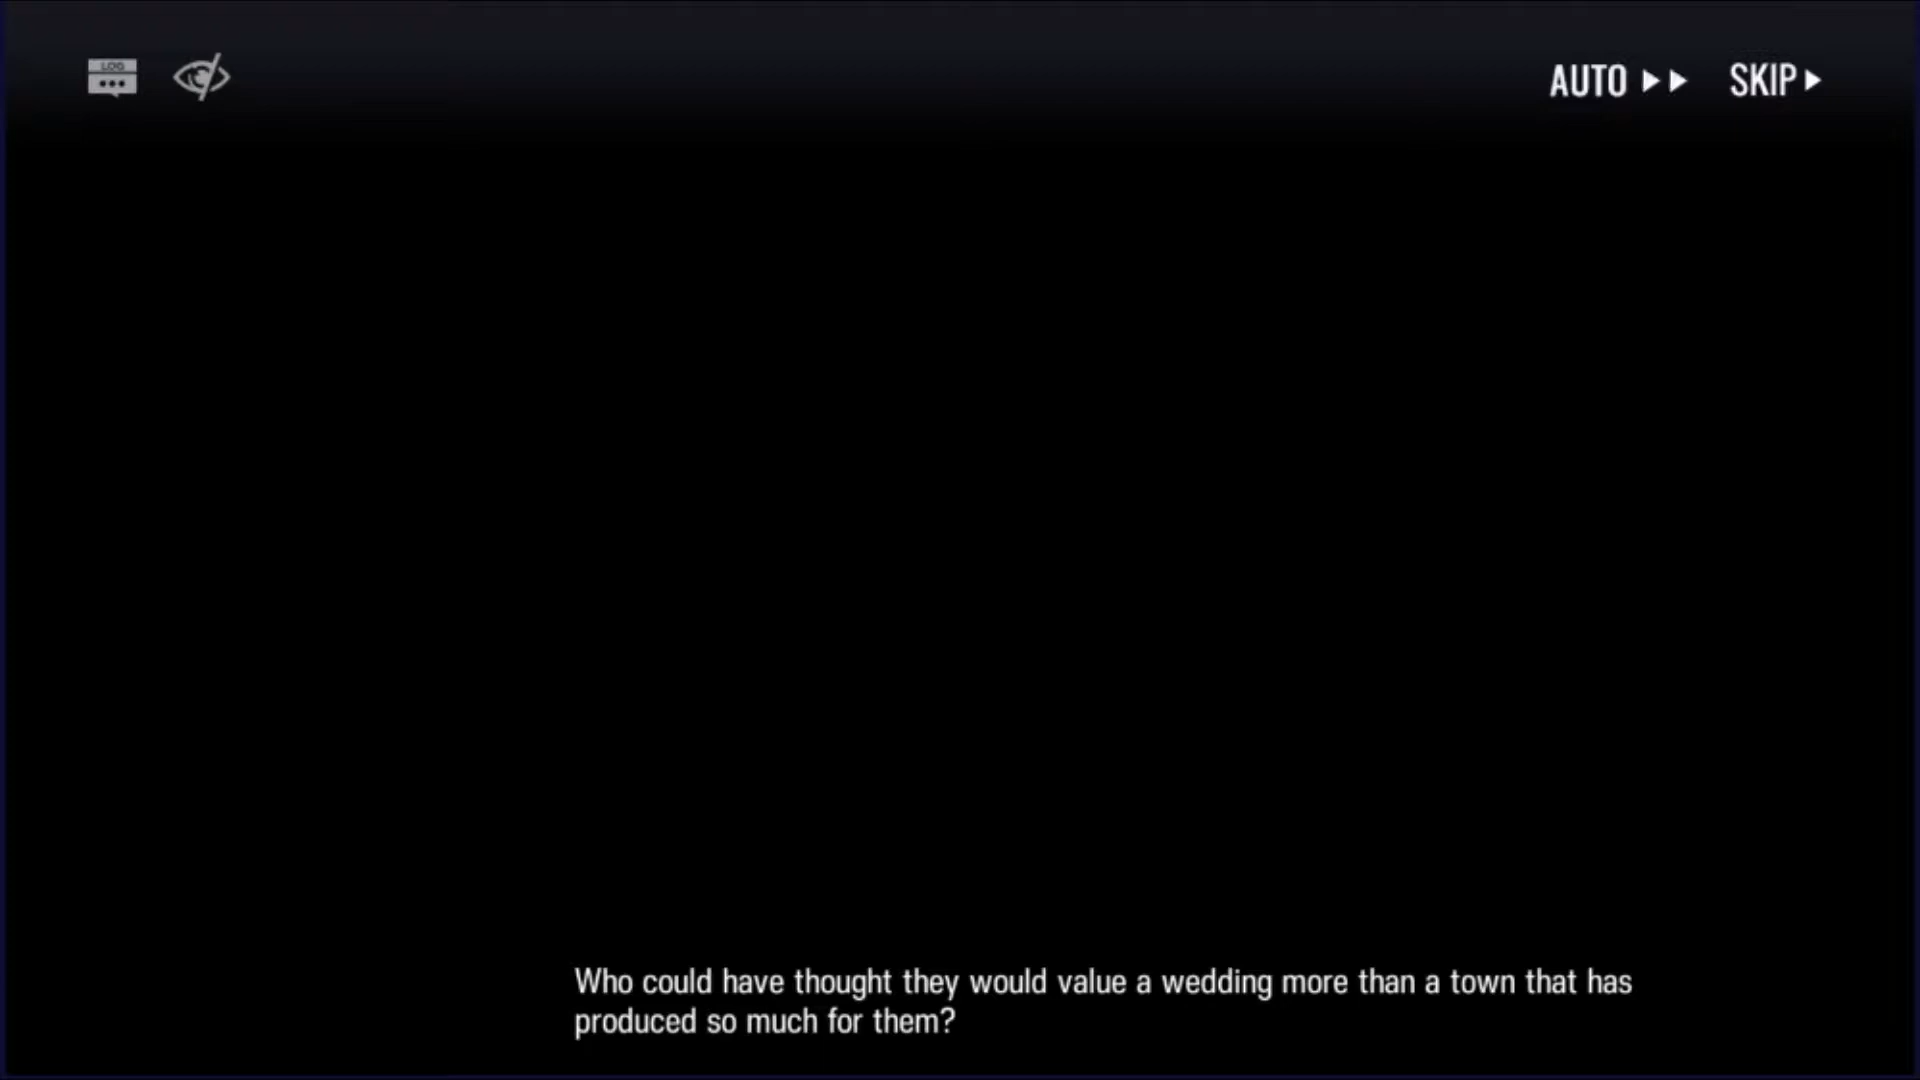 LOG
AUTO SKIP
Who could have thought they would value a wedding more than a town that has
produced so much for them?